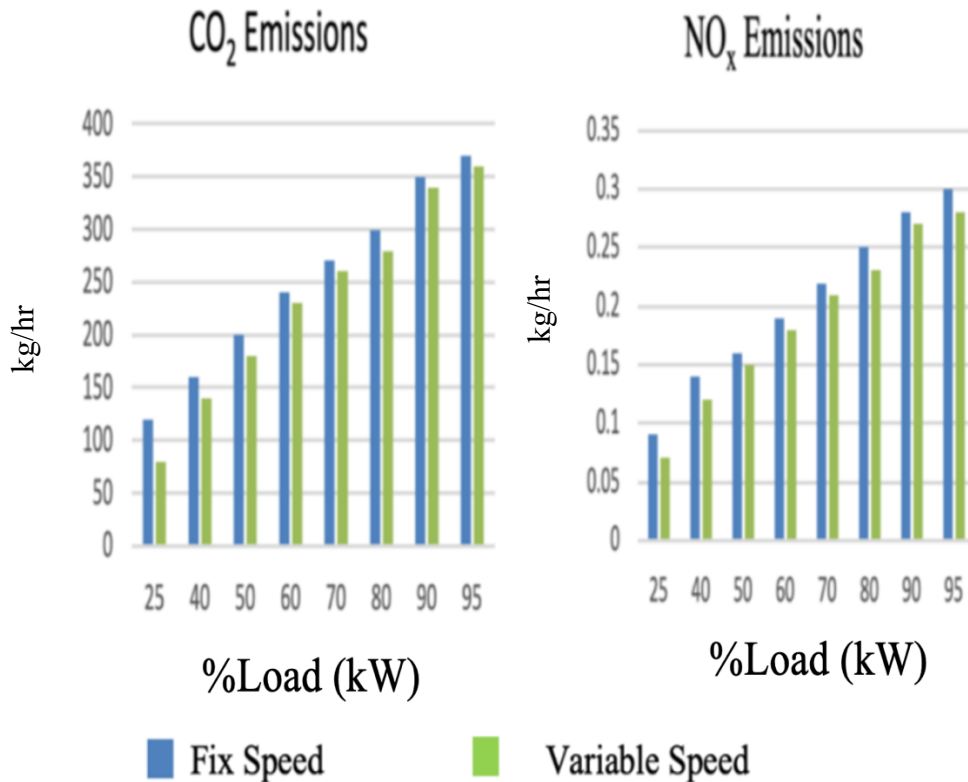 CO₂ Emissions
400
350
300
250
200
150
100
50
0
kg/hr
25 40 50 60 70 80 90 95
%Load (kW)
NOₓ Emissions
0.35
0.3
0.25
0.2
0.15
0.1
0.05
0
kg/hr
25 40 50 60 70 80 90 95
%Load (kW)
Fix Speed
Variable Speed